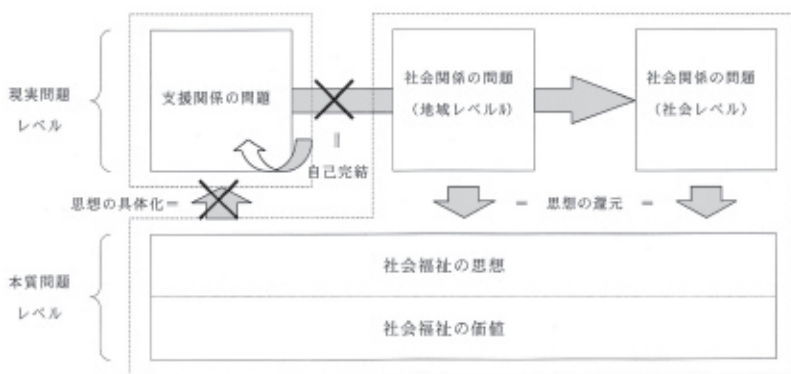 現実問題
レベル
支援関係の問題
社会関係の問題
（地域レベル）
社会関係の問題
（社会レベル）
||
自己完結
思想の具体化＝
＝ 思想の還元 ＝
本質問題
レベル
社会福祉の思想
社会福祉の価値